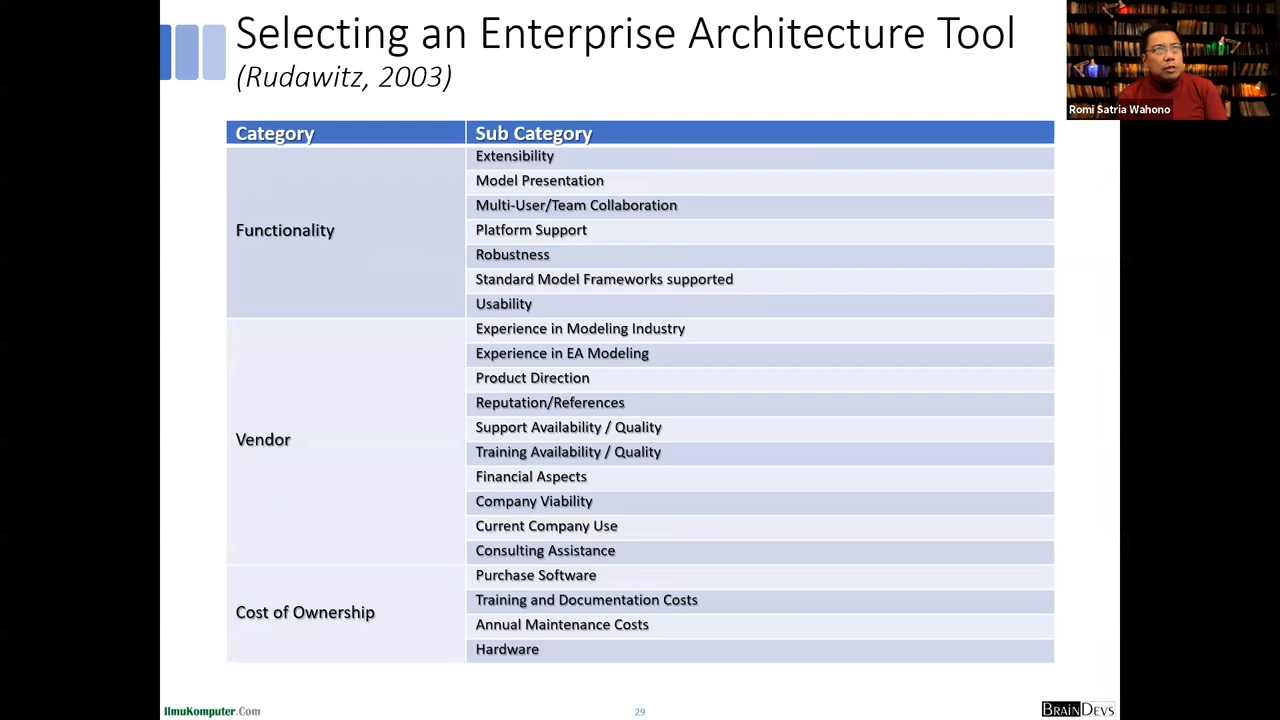 Selecting an Enterprise Architecture Tool
(Rudawitz, 2003)
Romi Satria Wahono
Category
Sub Category
Functionality
Extensibility
Model Presentation
Multi-User/Team Collaboration
Platform Support
Robustness
Standard Model Frameworks supported
Usability
Vendor
Experience in Modeling Industry
Experience in EA Modeling
Product Direction
Reputation/References
Support Availability / Quality
Training Availability / Quality
Financial Aspects
Company Viability
Current Company Use
Consulting Assistance
Cost of Ownership
Purchase Software
Training and Documentation Costs
Annual Maintenance Costs
Hardware
IlmuKomputer.Com
29
BRAINDEVS